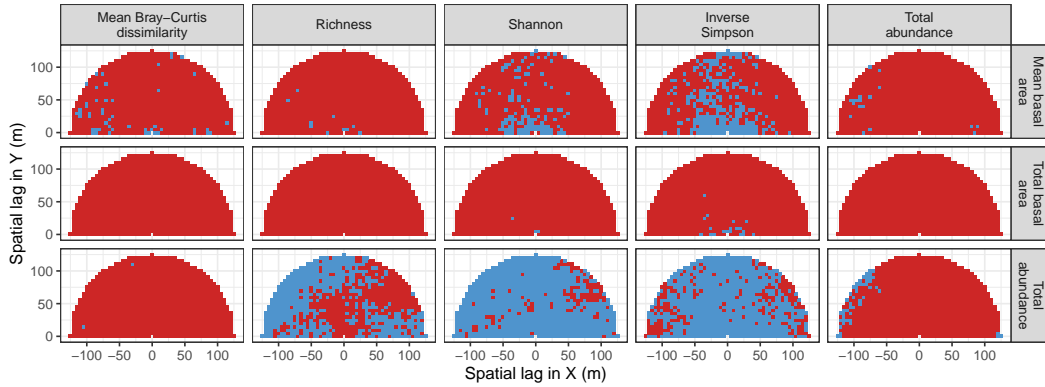 Mean Bray−Curtis
dissimilarity
Richness
Shannon
Inverse
Simpson
Total
abundance
Mean basal
area
Total basal
area
Total
abundance
100
50
0
100
50
0
100
50
0
−100 −50 0 50 100
−100 −50 0 50 100
−100 −50 0 50 100
−100 −50 0 50 100
−100 −50 0 50 100
Spatial lag in Y (m)
Spatial lag in X (m)